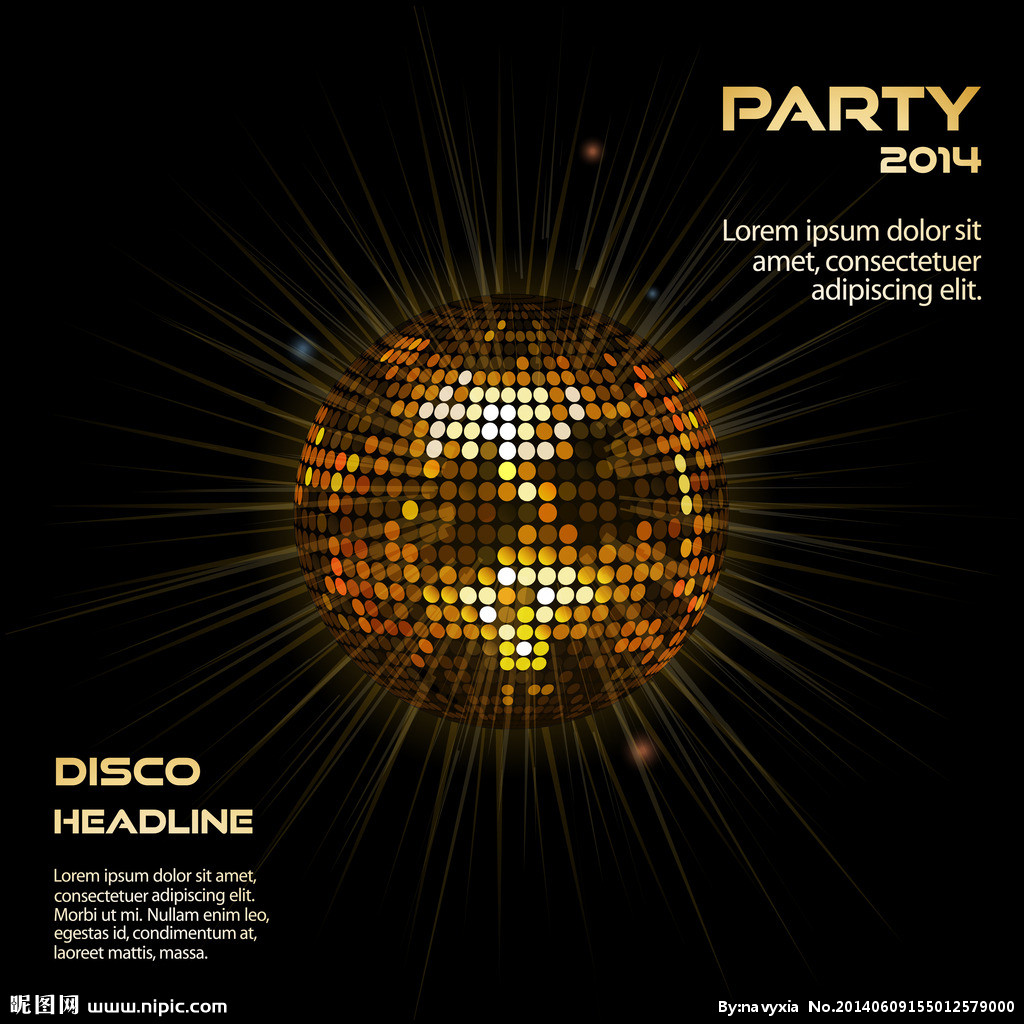 PARTY
2014
Lorem ipsum dolor sit
amet, consectetuer
adipiscing elit.
DISCO
HEADLINE
Lorem ipsum dolor sit amet,
consectetuer adipiscing elit.
Morbi ut mi. Nullam enim leo,
egestas id, condimentum at,
laoreet mattis, massa.
昵图网 www.nipic.com
By:navyxia No.20140609155012579000